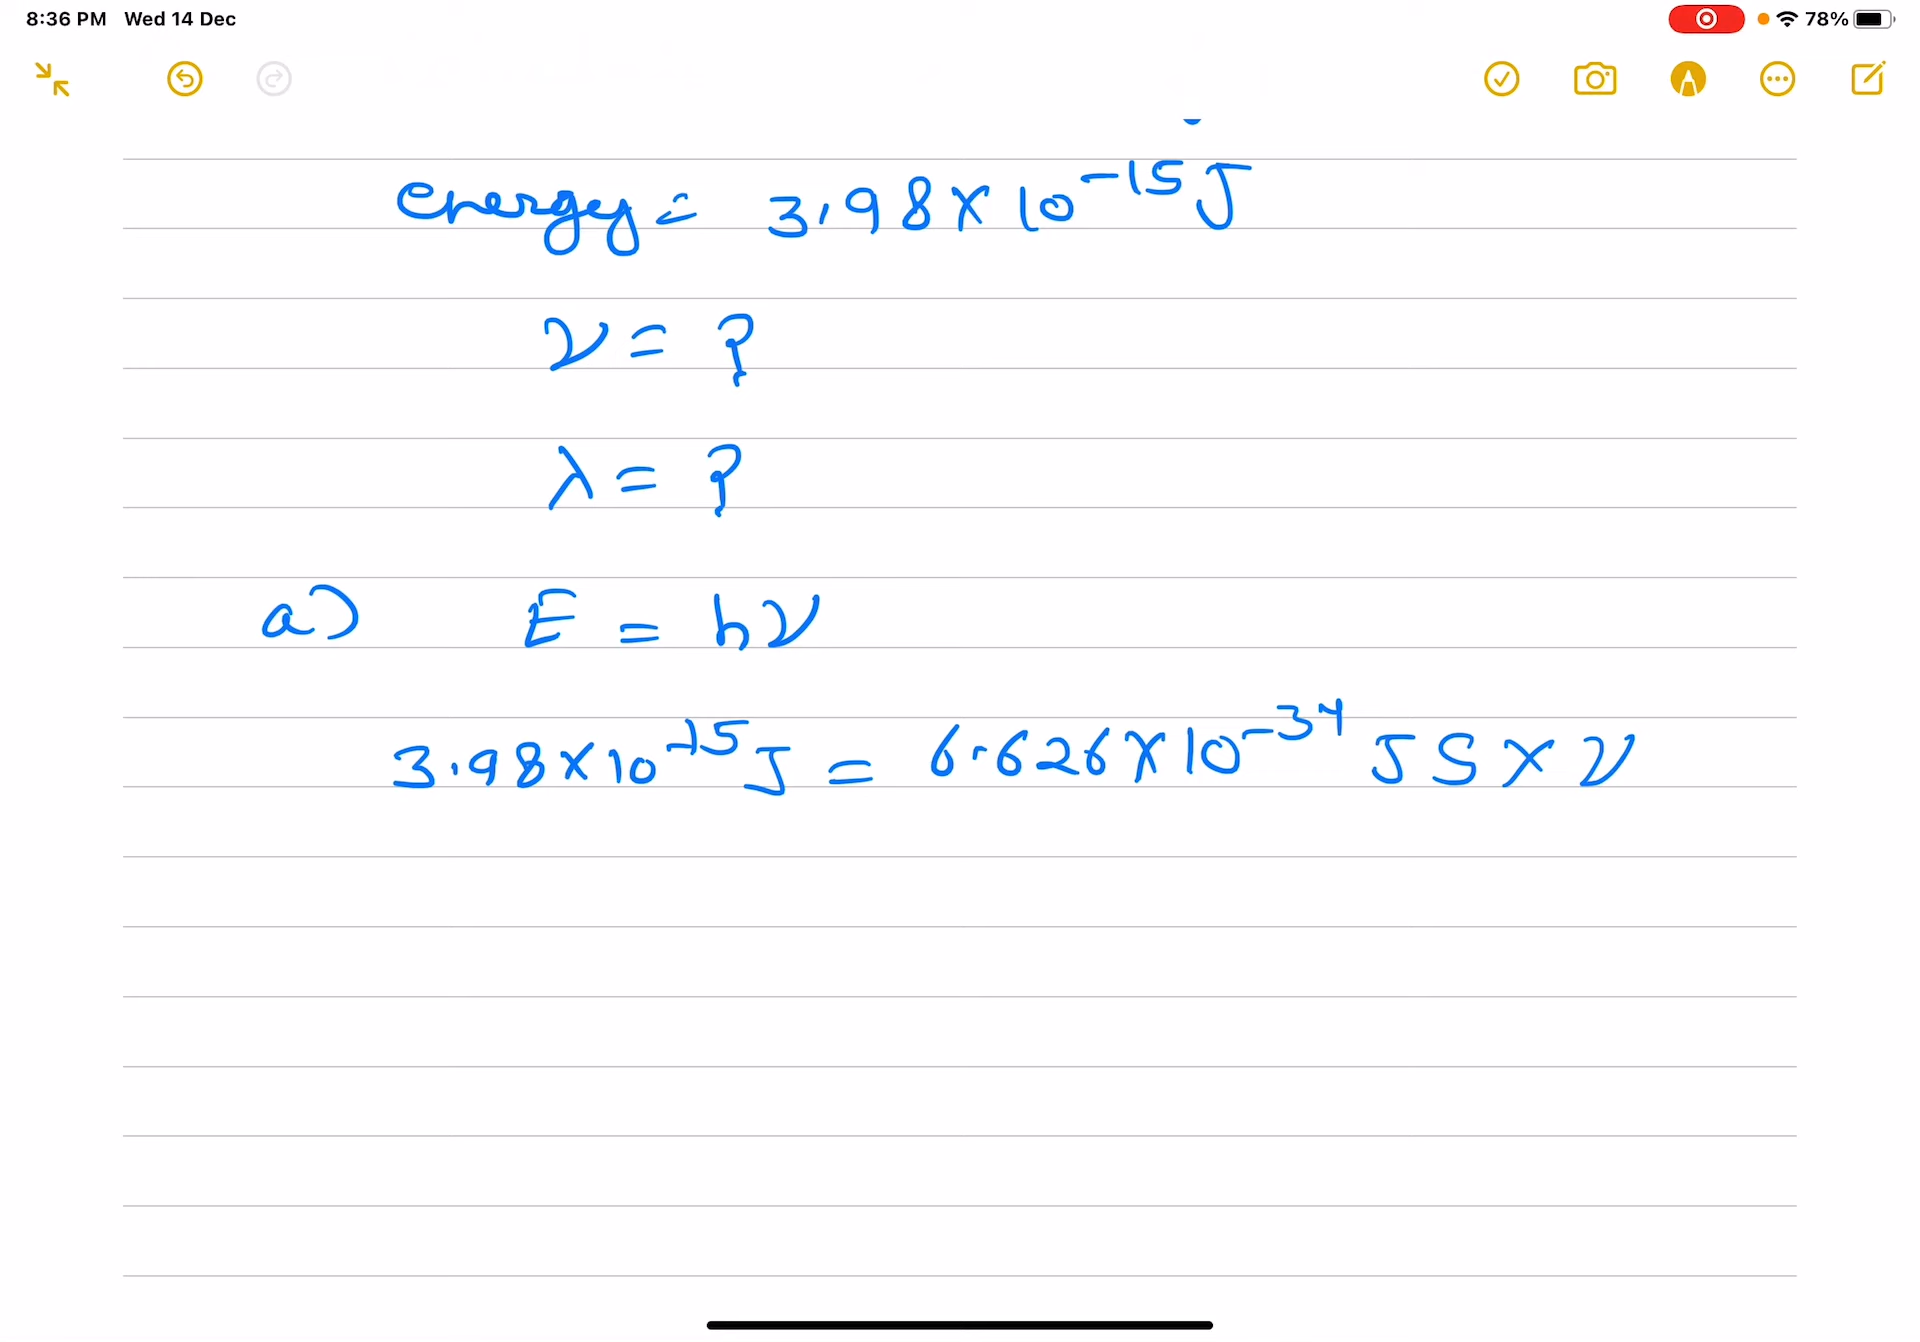 8:36 PM Wed 14 Dec 78%
energy = 3.98 × 10⁻¹⁵ J
ν = ?
λ = ?
a) E = hν
3.98 × 10⁻¹⁵ J = 6.626 × 10⁻³⁴ JS × ν